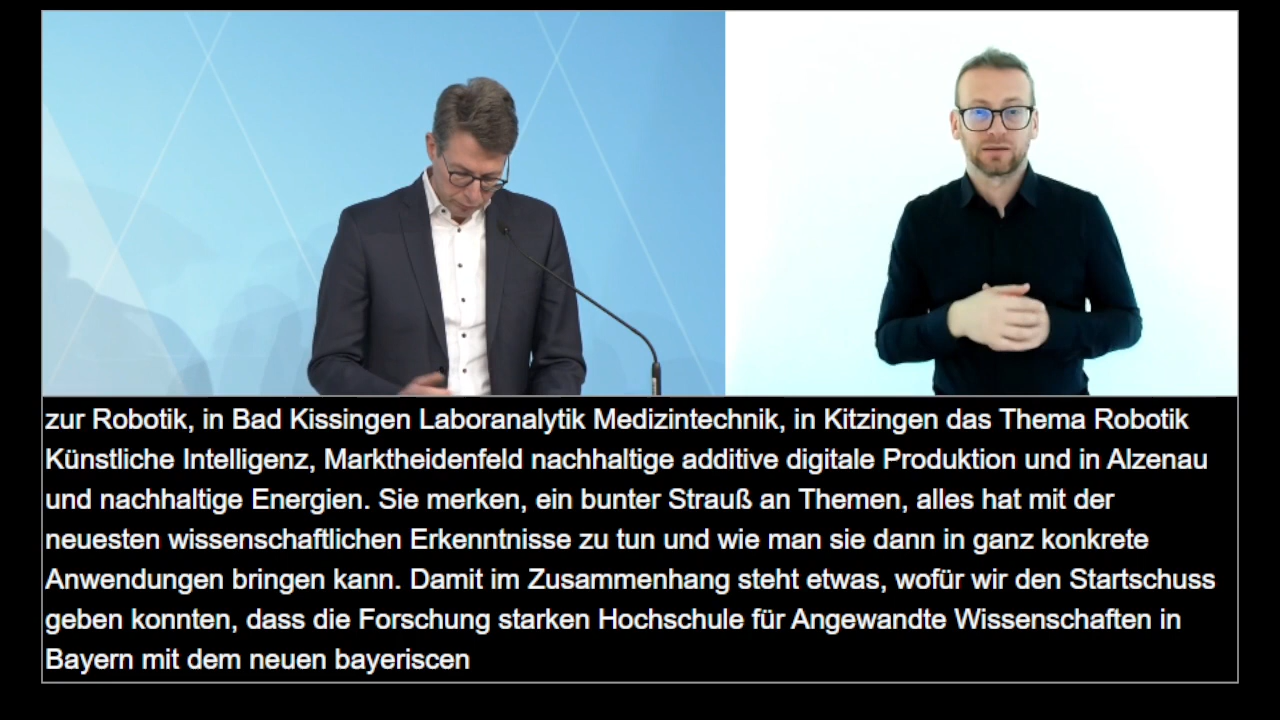 zur Robotik, in Bad Kissingen Laboranalytik Medizintechnik, in Kitzingen das Thema Robotik
Künstliche Intelligenz, Marktheidenfeld nachhaltige additive digitale Produktion und in Alzenau
und nachhaltige Energien. Sie merken, ein bunter Strauß an Themen, alles hat mit der
neuesten wissenschaftlichen Erkenntnisse zu tun und wie man sie dann in ganz konkrete
Anwendungen bringen kann. Damit im Zusammenhang steht etwas, wofür wir den Startschuss
geben konnten, dass die Forschung starken Hochschule für Angewandte Wissenschaften in
Bayern mit dem neuen bayeriscen